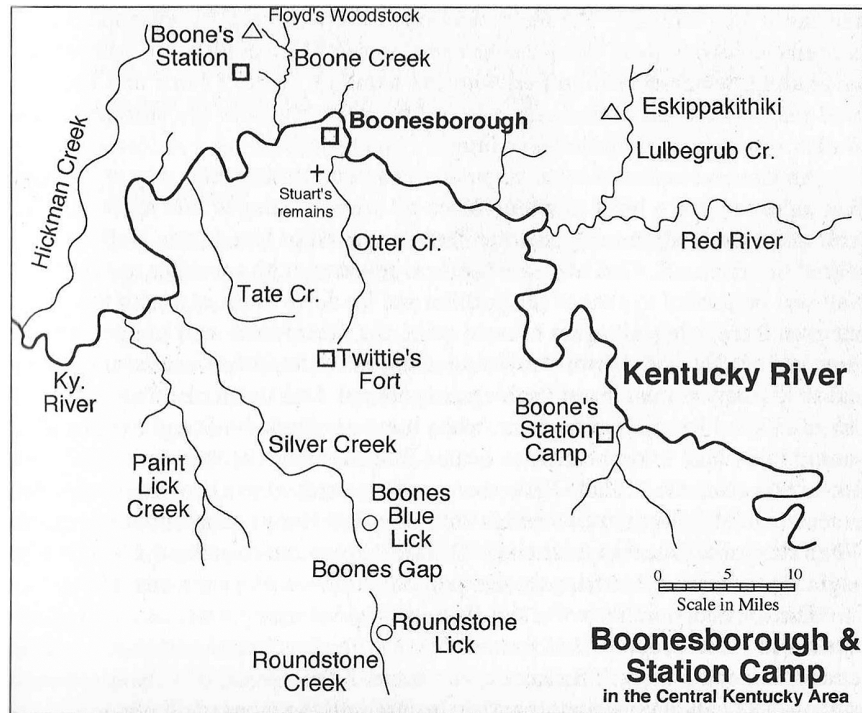 Floyd's Woodstock
Boone's
Station
Boone Creek
Boonesborough
Eskippakithiki
Lulbegrub Cr.
Hickman Creek
Stuart's
remains
Otter Cr.
Red River
Tate Cr.
Ky.
River
Twittie's
Fort
Kentucky River
Boone's
Station
Camp
Silver Creek
Paint
Lick
Creek
Boones
Blue
Lick
Boones Gap
0 5 10
Scale in Miles
Roundstone
Lick
Roundstone
Creek
Boonesborough &
Station Camp
in the Central Kentucky Area